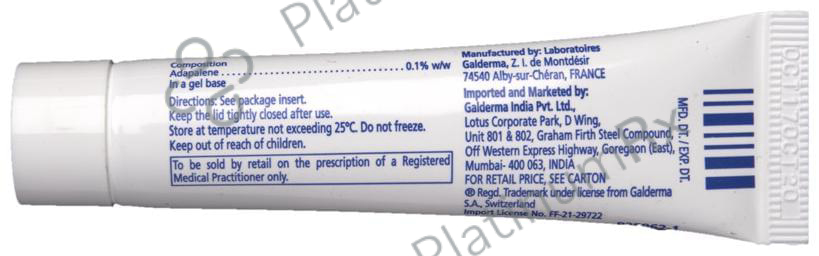 Composition
Adapalene ........................................ 0.1% w/w
In a gel base
Directions: See package insert.
Keep the lid tightly closed after use.
Store at temperature not exceeding 25°C. Do not freeze.
Keep out of reach of children.
To be sold by retail on the prescription of a Registered
Medical Practitioner only.
Manufactured by: Laboratoires
Galderma, Z. I. de Montdésir
74540 Alby-sur-Chéran, FRANCE
Imported and Marketed by:
Galderma India Pvt. Ltd.,
Lotus Corporate Park, D Wing,
Unit 801 & 802, Graham Firth Steel Compound,
Off Western Express Highway, Goregaon (East),
Mumbai- 400 063, INDIA
FOR RETAIL PRICE, SEE CARTON
® Regd. Trademark under license from Galderma
S.A., Switzerland
Import License No. FF-21-29722
MFD. DT. / EXP. DT.
OCT17OCT20
PlatinumRx